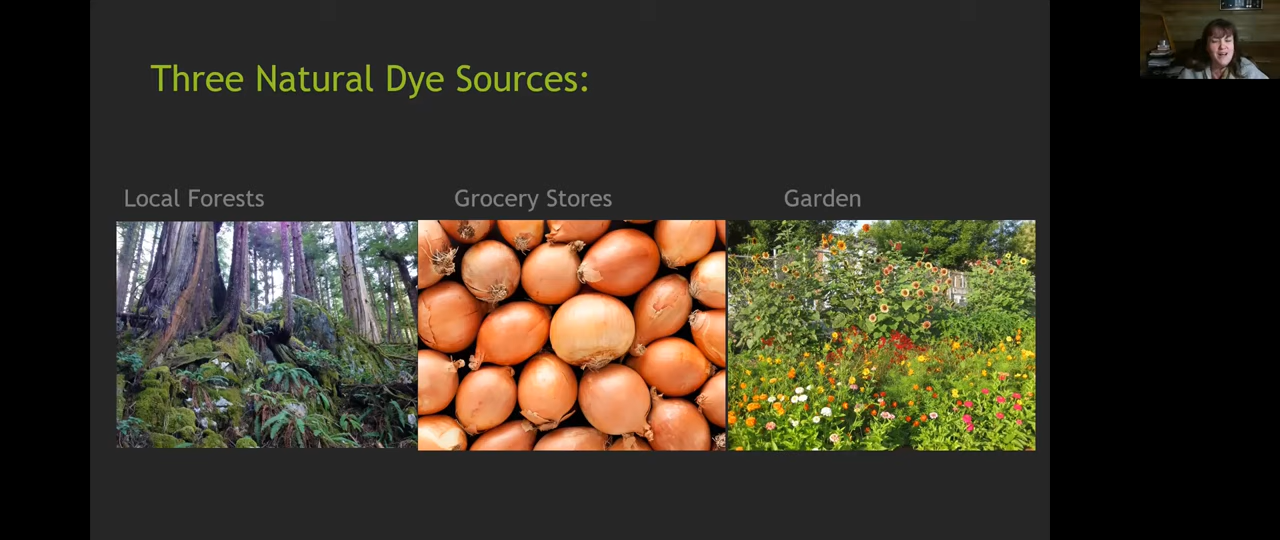 Three Natural Dye Sources:
Local Forests
Grocery Stores
Garden